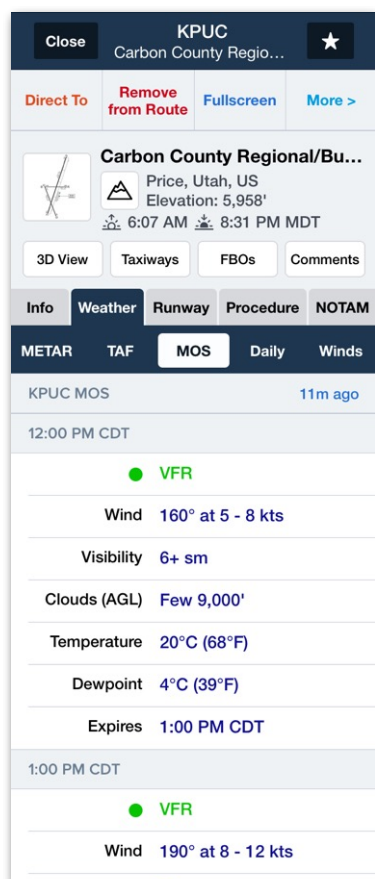 Close
KPUC
Carbon County Regio...
★
Direct To
Remove
from Route
Fullscreen
More >
Carbon County Regional/Bu...
Price, Utah, US
Elevation: 5,958'
6:07 AM 8:31 PM MDT
3D View Taxiways FBOs Comments
Info Weather Runway Procedure NOTAM
METAR TAF MOS Daily Winds
KPUC MOS 11m ago
12:00 PM CDT
VFR
Wind 160° at 5 - 8 kts
Visibility 6+ sm
Clouds (AGL) Few 9,000'
Temperature 20°C (68°F)
Dewpoint 4°C (39°F)
Expires 1:00 PM CDT
1:00 PM CDT
VFR
Wind 190° at 8 - 12 kts